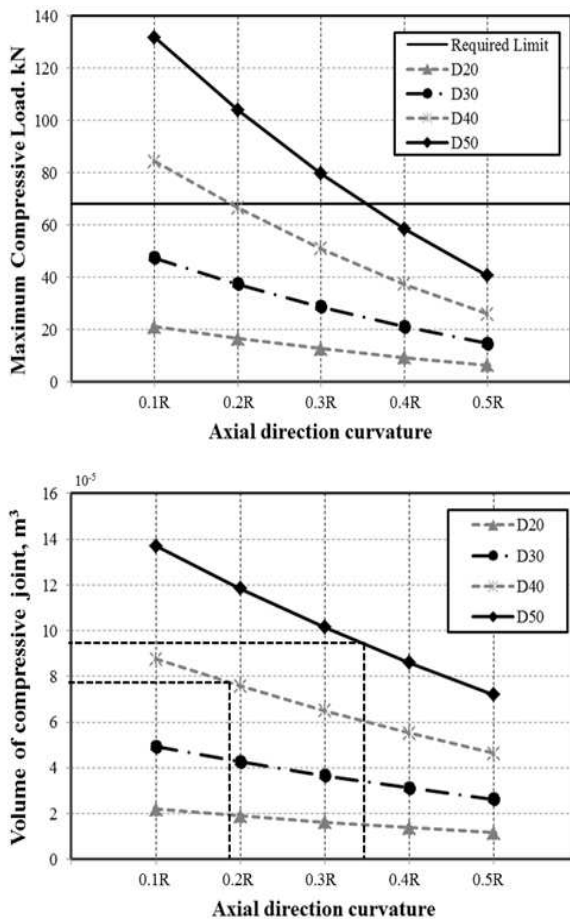 140
120
100
80
60
40
20
0
Maximum Compressive Load. kN
Required Limit
D20
D30
D40
D50
0.1R 0.2R 0.3R 0.4R 0.5R
Axial direction curvature
10-5
16
14
12
10
8
6
4
2
0
Volume of compressive joint, m³
D20
D30
D40
D50
0.1R 0.2R 0.3R 0.4R 0.5R
Axial direction curvature